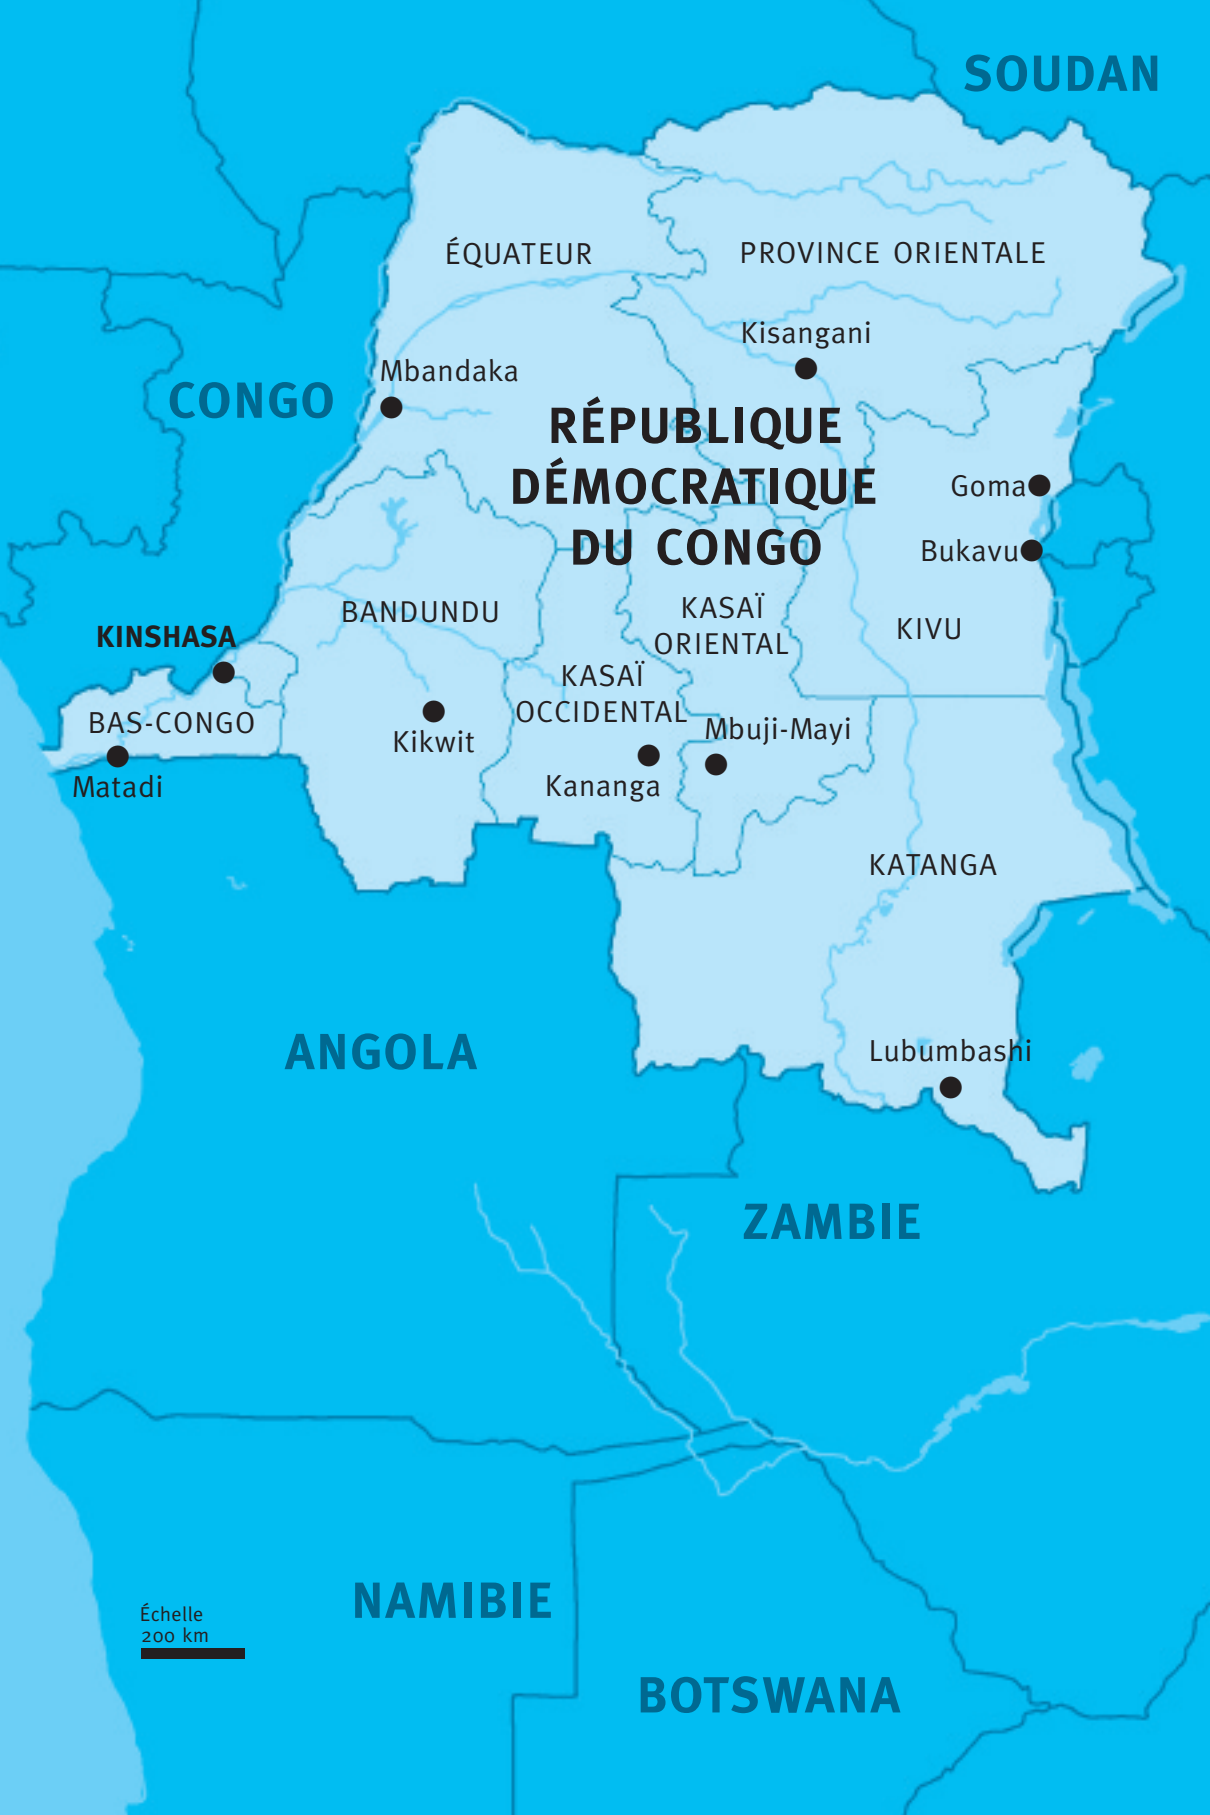 SOUDAN
ÉQUATEUR
PROVINCE ORIENTALE
Kisangani
Mbandaka
CONGO
RÉPUBLIQUE
DÉMOCRATIQUE
DU CONGO
Goma
Bukavu
BANDUNDU
KASAÏ
ORIENTAL
KIVU
KINSHASA
KASAÏ
OCCIDENTAL
BAS-CONGO
Kikwit
Mbuji-Mayi
Matadi
Kananga
KATANGA
ANGOLA
Lubumbashi
ZAMBIE
NAMIBIE
Échelle
200 km
BOTSWANA